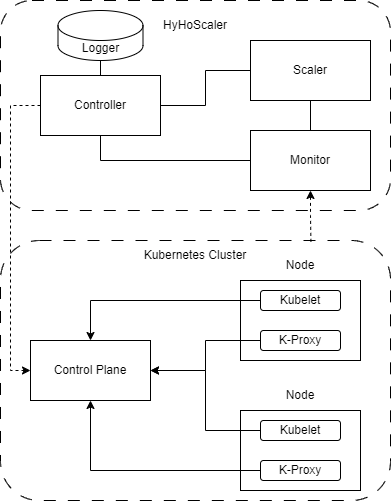 HyHoScaler
Logger
Controller
Scaler
Monitor
Kubernetes Cluster
Node
Kubelet
K-Proxy
Control Plane
Node
Kubelet
K-Proxy